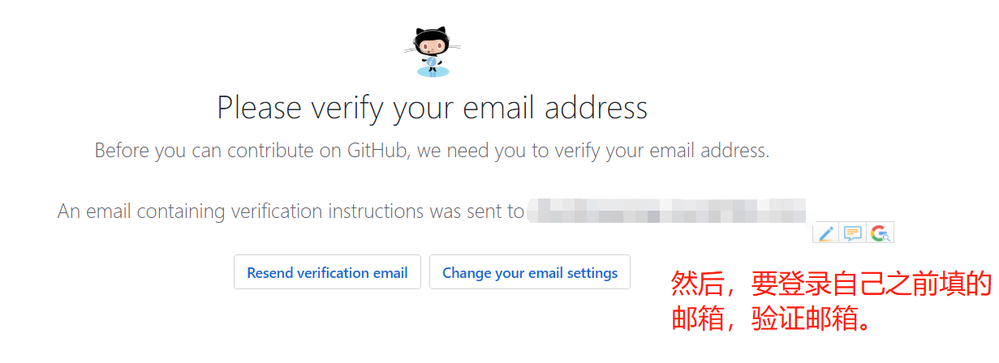 Please verify your email address
Before you can contribute on GitHub, we need you to verify your email address.
An email containing verification instructions was sent to
Resend verification email
Change your email settings
然后，要登录自己之前填的
邮箱，验证邮箱。